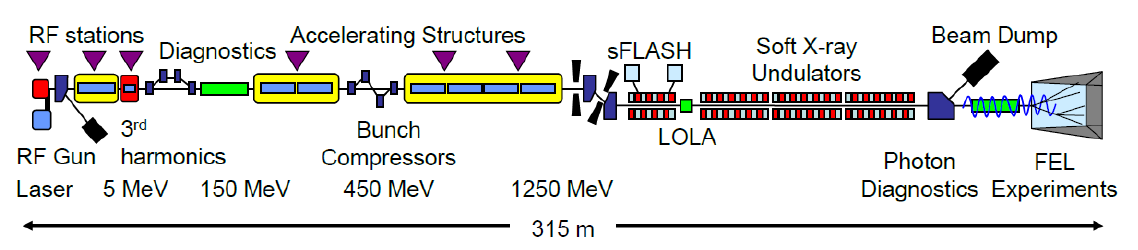 RF stations
Diagnostics
Accelerating Structures
sFLASH
Soft X-ray
Undulators
Beam Dump
LOLA
RF Gun
3rd
harmonics
Bunch
Compressors
Photon
Diagnostics
FEL
Experiments
Laser
5 MeV
150 MeV
450 MeV
1250 MeV
315 m